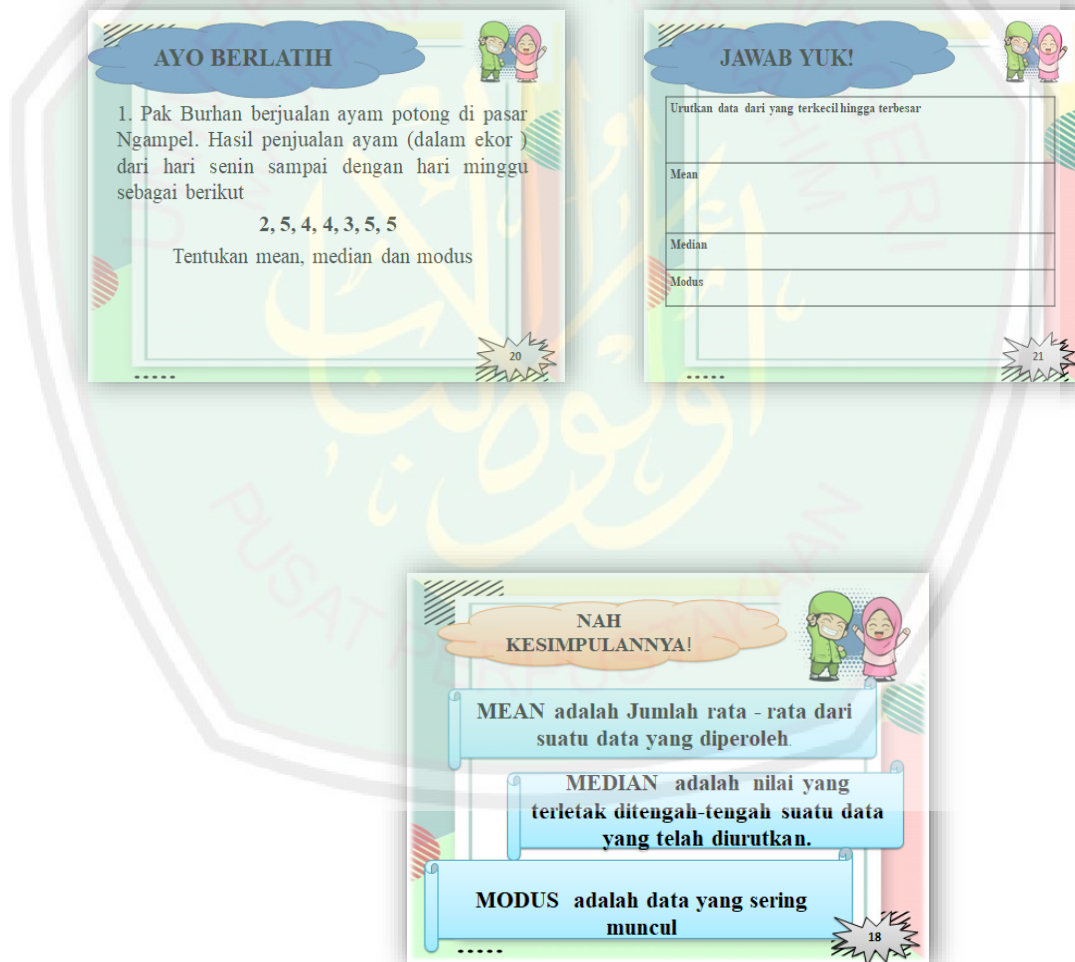 AYO BERLATIH
1. Pak Burhan berjualan ayam potong di pasar
Ngampel. Hasil penjualan ayam (dalam ekor )
dari hari senin sampai dengan hari minggu
sebagai berikut
2, 5, 4, 4, 3, 5, 5
Tentukan mean, median dan modus
20
JAWAB YUK!
Urutkan data dari yang terkecil hingga terbesar
Mean
Median
Modus
21
NAH
KESIMPULANNYA!
MEAN adalah Jumlah rata - rata dari
suatu data yang diperoleh.
MEDIAN adalah nilai yang
terletak ditengah-tengah suatu data
yang telah diurutkan.
MODUS adalah data yang sering
muncul
18
PUSAT PERPUSTAKAAN